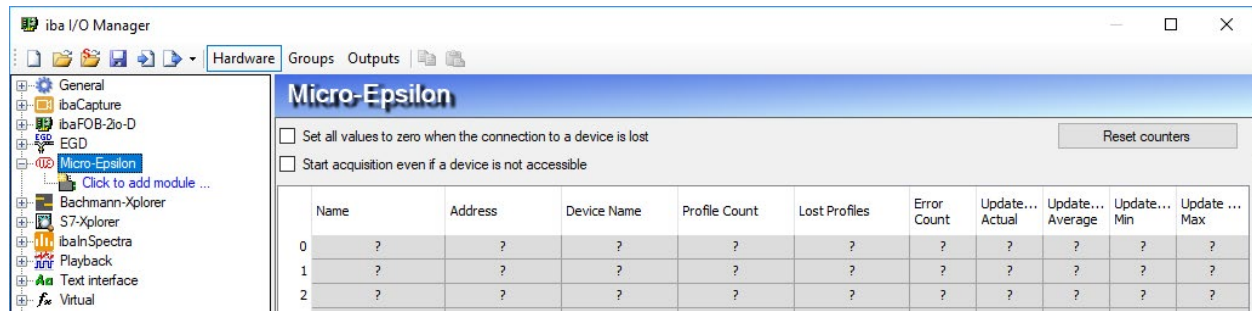 iba I/O Manager
Hardware Groups Outputs
General
ibaCapture
ibaFOB-2io-D
EGD
Micro-Epsilon
Click to add module ...
Bachmann-Xplorer
S7-Xplorer
ibaInSpectra
Playback
Text interface
Virtual
Micro-Epsilon
Set all values to zero when the connection to a device is lost
Reset counters
Start acquisition even if a device is not accessible
Name Address Device Name Profile Count Lost Profiles Error Count Update... Actual Update... Average Update... Min Update ... Max
0 ? ? ? ? ? ? ? ? ? ?
1 ? ? ? ? ? ? ? ? ? ?
2 ? ? ? ? ? ? ? ? ? ?